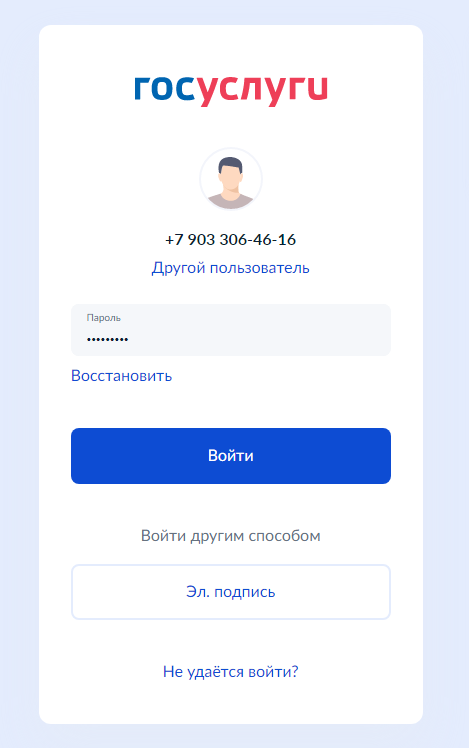 госуслуги
+7 903 306-46-16
Другой пользователь
Пароль
•••••••••
Восстановить
Войти
Войти другим способом
Эл. подпись
Не удаётся войти?